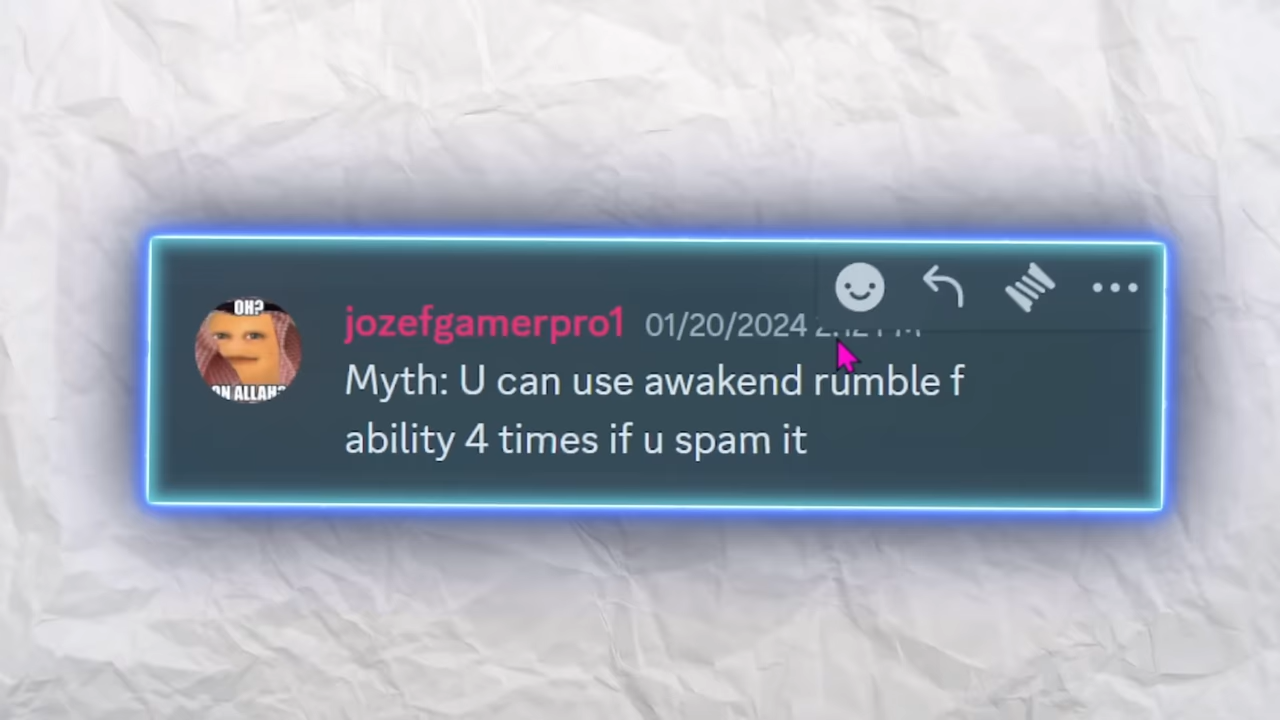 OH?
ON ALLAH?
jozefgamerpro1 01/20/2024
Myth: U can use awakend rumble f
ability 4 times if u spam it